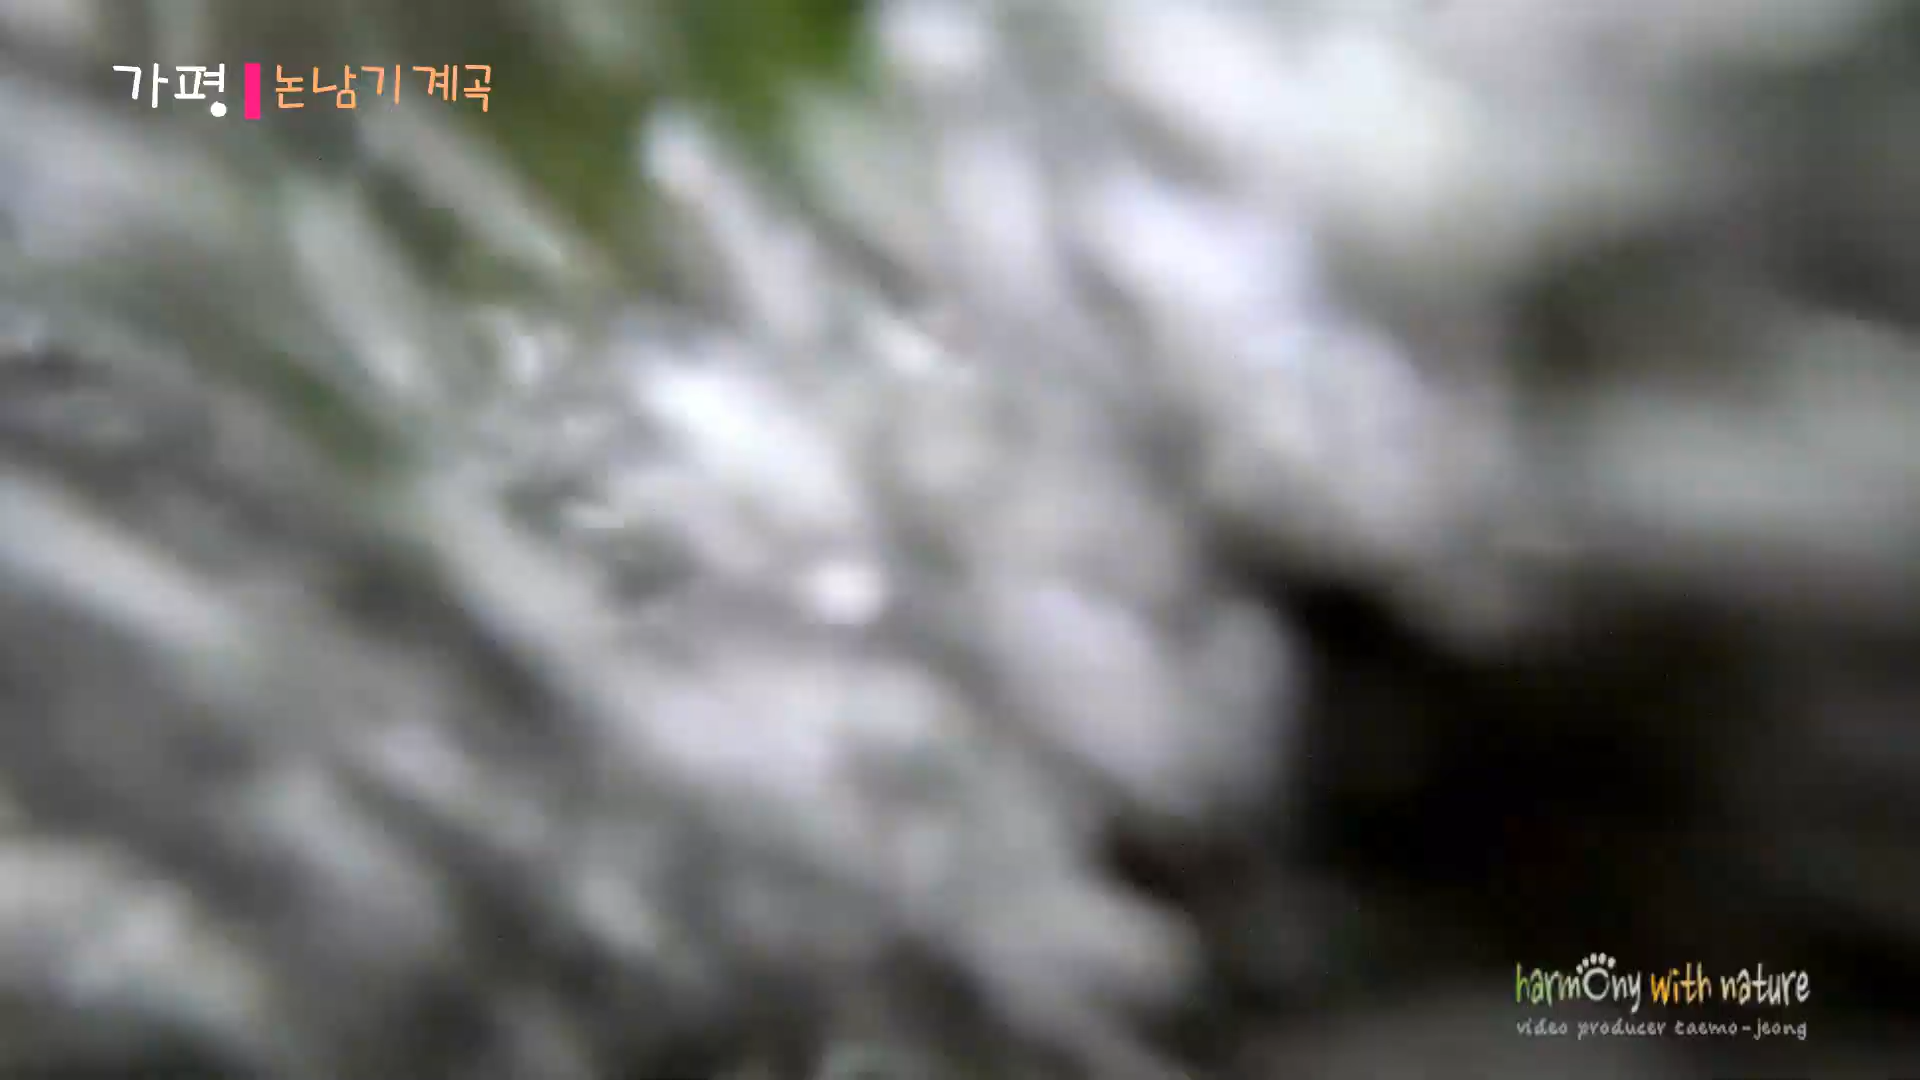 가평 논남기 계곡
harmony with nature
video producer taemo-jeong